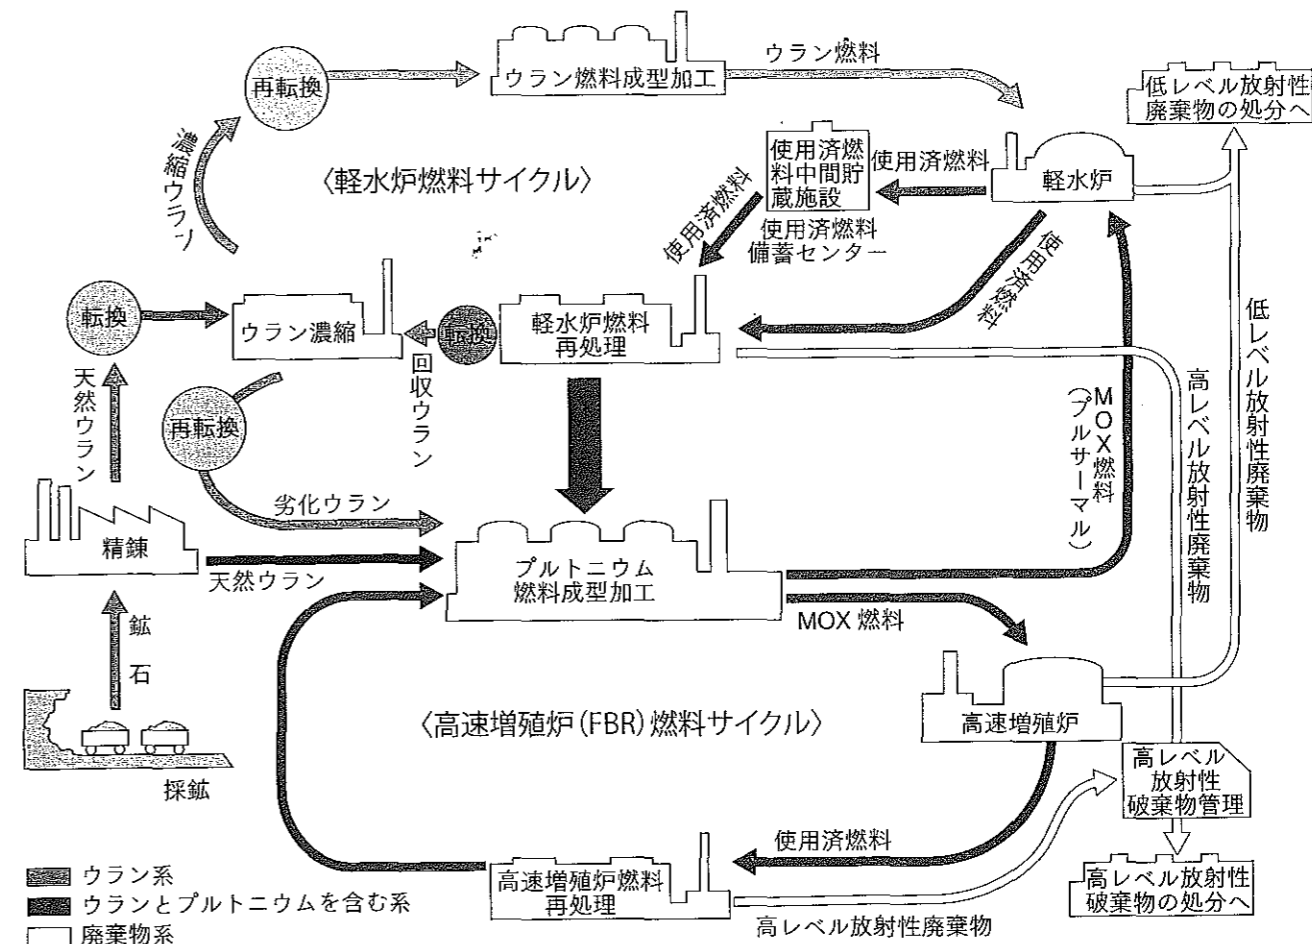 再転換
ウラン燃料成型加工
ウラン燃料
低レベル放射性
廃棄物の処分へ
濃縮ウラン
〈軽水炉燃料サイクル〉
使用済燃
料中間貯
蔵施設
使用済燃料
備蓄センター
使用済燃料
軽水炉
使用済燃料
使用済燃料
転換
ウラン濃縮
転換
軽水炉燃料
再処理
回収ウラン
天然ウラン
再転換
劣化ウラン
MOX燃料
(プルサーマル)
高レベル放射性廃棄物
低レベル放射性廃棄物
精錬
天然ウラン
プルトニウム
燃料成型加工
MOX 燃料
鉱石
採鉱
〈高速増殖炉(FBR)燃料サイクル〉
高速増殖炉
高レベル
放射性
破棄物管理
使用済燃料
高速増殖炉燃料
再処理
高レベル放射性廃棄物
高レベル放射性
破棄物の処分へ
ウラン系
ウランとプルトニウムを含む系
廃棄物系